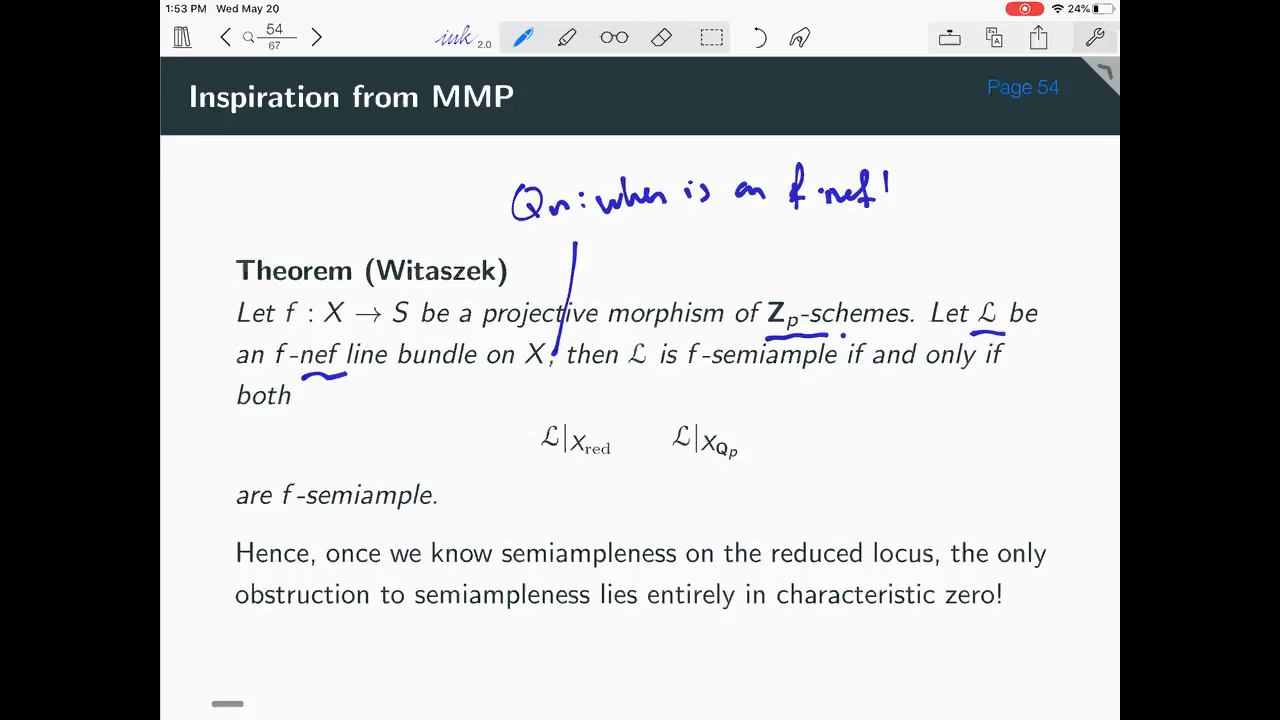 1:53 PM Wed May 20
24%
54
67
ink 2.0
Inspiration from MMP
Page 54
Qn: when is an f-nef
Theorem (Witaszek)
Let f : X → S be a projective morphism of Z_p-schemes. Let ℒ be
an f-nef line bundle on X, then ℒ is f-semiample if and only if
both
ℒ|_{X_red} ℒ|_{X_{Q_p}}
are f-semiample.
Hence, once we know semiampleness on the reduced locus, the only
obstruction to semiampleness lies entirely in characteristic zero!